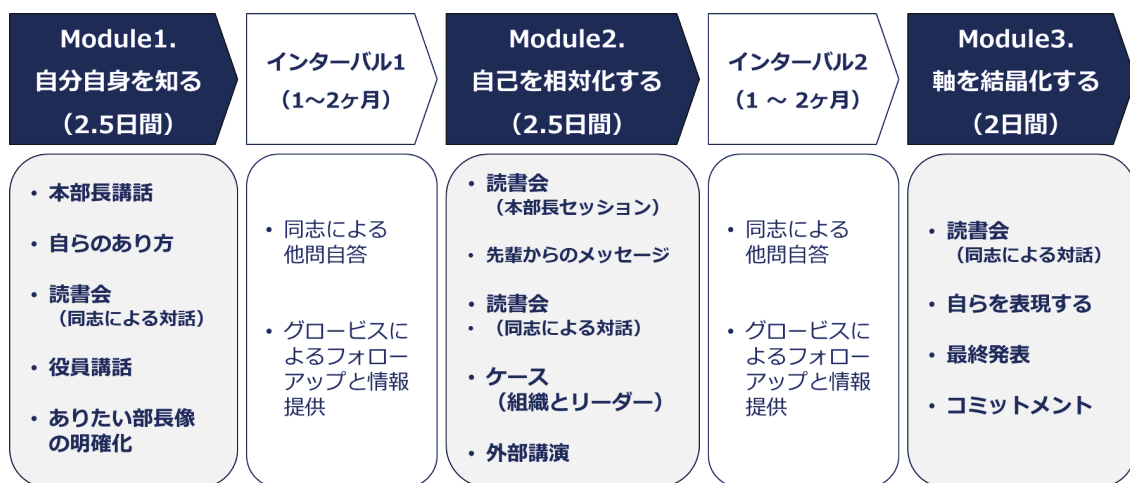 Module1.
自分自身を知る
（2.5日間）
・本部長講話
・自らのあり方
・読書会
（同志による対話）
・役員講話
・ありたい部長像
の明確化
インターバル1
（1～2ヶ月）
・同志による
他問自答
・グロービスに
よるフォロー
アップと情報
提供
Module2.
自己を相対化する
（2.5日間）
・読書会
（本部長セッション）
・先輩からのメッセージ
・読書会
・（同志による対話）
・ケース
（組織とリーダー）
・外部講演
インターバル2
（1 ～ 2ヶ月）
・同志による
他問自答
・グロービスに
よるフォロー
アップと情報
提供
Module3.
軸を結晶化する
（2日間）
・読書会
（同志による対話）
・自らを表現する
・最終発表
・コミットメント